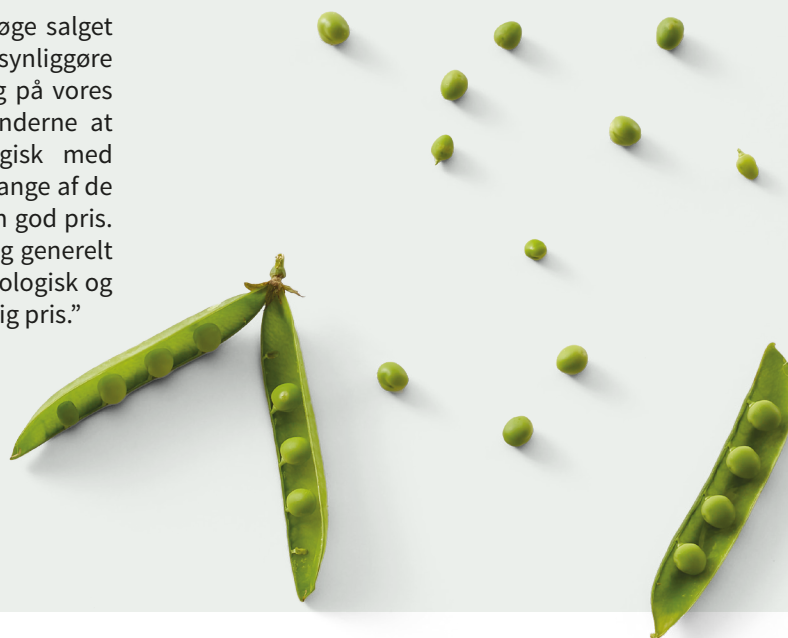 øge salget
synliggøre
g på vores
nderne at
gisk med
ange af de
n god pris.
g generelt
ologisk og
ig pris.”